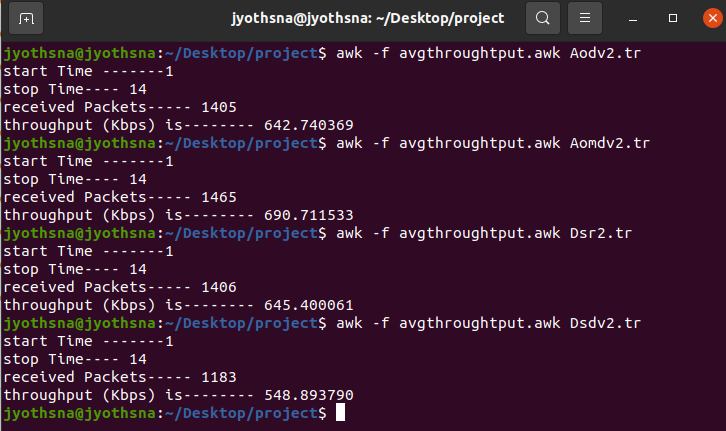 jyothsna@jyothsna: ~/Desktop/project
jyothsna@jyothsna:~/Desktop/project$ awk -f avgthroughtput.awk Aodv2.tr
start Time -------1
stop Time---- 14
received Packets----- 1405
throughput (Kbps) is-------- 642.740369
jyothsna@jyothsna:~/Desktop/project$ awk -f avgthroughtput.awk Aomdv2.tr
start Time -------1
stop Time---- 14
received Packets----- 1465
throughput (Kbps) is-------- 690.711533
jyothsna@jyothsna:~/Desktop/project$ awk -f avgthroughtput.awk Dsr2.tr
start Time -------1
stop Time---- 14
received Packets----- 1406
throughput (Kbps) is-------- 645.400061
jyothsna@jyothsna:~/Desktop/project$ awk -f avgthroughtput.awk Dsdv2.tr
start Time -------1
stop Time---- 14
received Packets----- 1183
throughput (Kbps) is-------- 548.893790
jyothsna@jyothsna:~/Desktop/project$